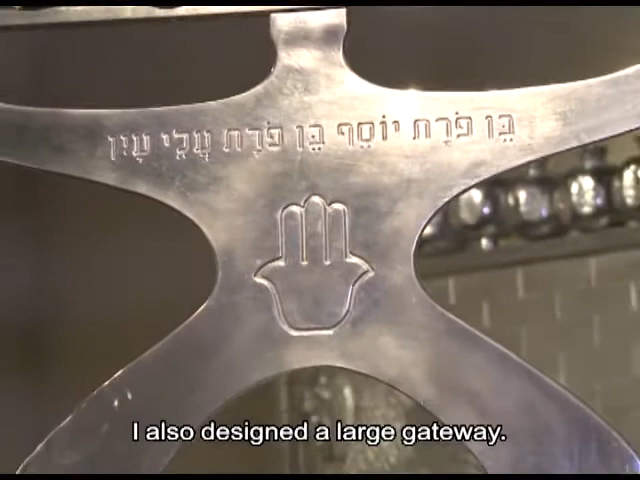 בֵּן פֹּרָת יוֹסֵף בֵּן פֹּרָת עֲלֵי עָיִן
I also designed a large gateway.